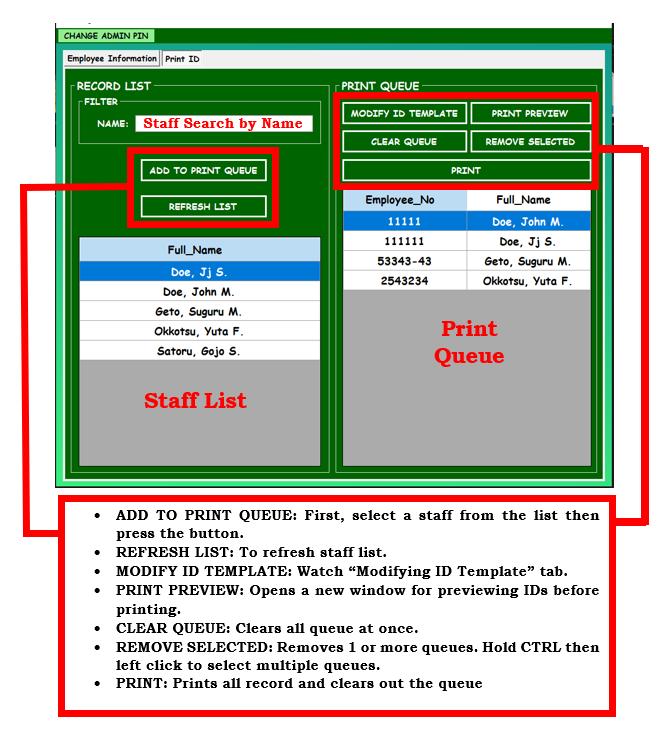 CHANGE ADMIN PIN
Employee Information Print ID
RECORD LIST
FILTER
NAME: Staff Search by Name
ADD TO PRINT QUEUE
REFRESH LIST
Full_Name
Doe, Jj S.
Doe, John M.
Geto, Suguru M.
Okkotsu, Yuta F.
Satoru, Gojo S.
Staff List
PRINT QUEUE
MODIFY ID TEMPLATE PRINT PREVIEW
CLEAR QUEUE REMOVE SELECTED
PRINT
Employee_No Full_Name
11111 Doe, John M.
111111 Doe, Jj S.
53343-43 Geto, Suguru M.
2543234 Okkotsu, Yuta F.
Print
Queue
• ADD TO PRINT QUEUE: First, select a staff from the list then
press the button.
• REFRESH LIST: To refresh staff list.
• MODIFY ID TEMPLATE: Watch “Modifying ID Template” tab.
• PRINT PREVIEW: Opens a new window for previewing IDs before
printing.
• CLEAR QUEUE: Clears all queue at once.
• REMOVE SELECTED: Removes 1 or more queues. Hold CTRL then
left click to select multiple queues.
• PRINT: Prints all record and clears out the queue